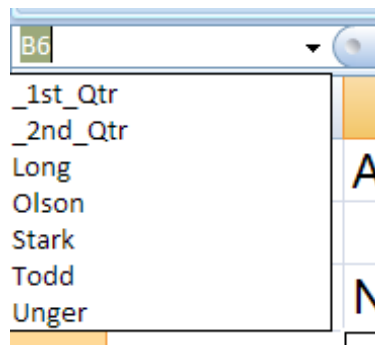 B6
_1st_Qtr
_2nd_Qtr
Long
Olson
Stark
Todd
Unger
A
N